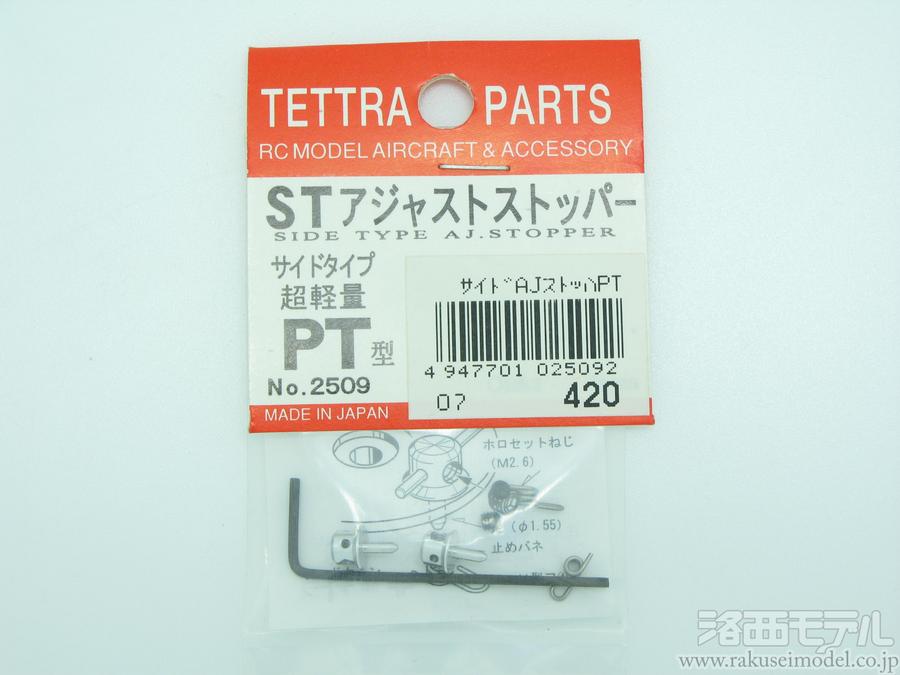 TETTRA PARTS
RC MODEL AIRCRAFT & ACCESSORY
STアジャストストッパー
SIDE TYPE AJ.STOPPER
サイドタイプ
超軽量
PT型
No.2509
MADE IN JAPAN
サイドAJストッパPT
4 947701 025092
07 420
ホロセットねじ
(M2.6)
(φ1.55)
止めバネ
洛西モデル
www.rakuseimodel.co.jp